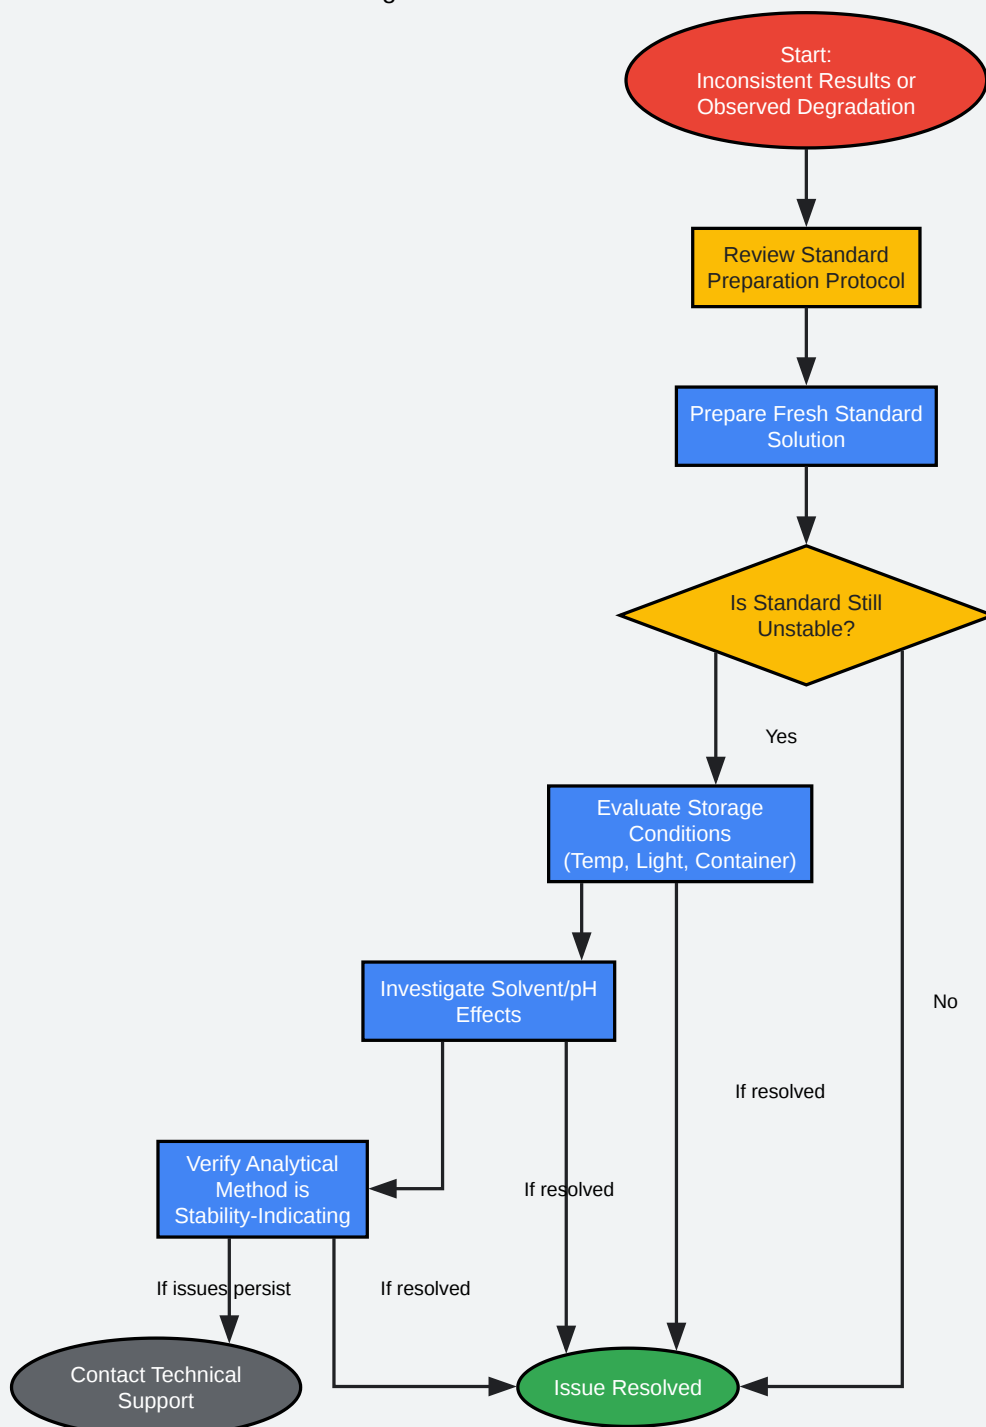 Start:
Inconsistent Results or
Observed Degradation
Review Standard
Preparation Protocol
Prepare Fresh Standard
Solution
Is Standard Still
Unstable?
Yes
Evaluate Storage
Conditions
(Temp, Light, Container)
Investigate Solvent/pH
Effects
No
If resolved
Verify Analytical
Method is
Stability-Indicating
If resolved
If issues persist
If resolved
Contact Technical
Support
Issue Resolved